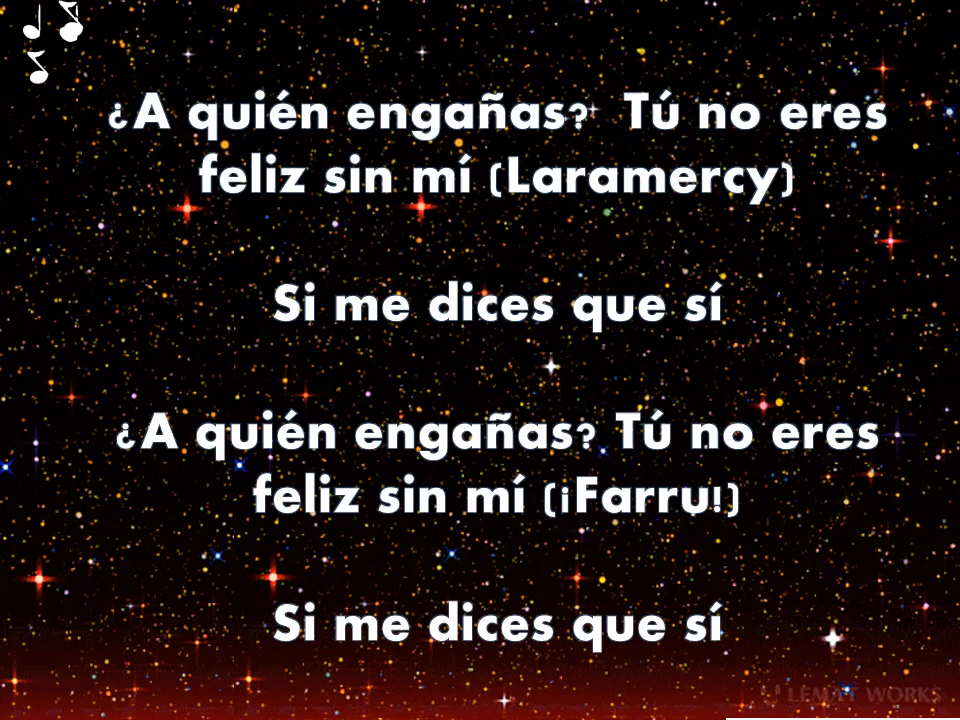 ¿A quién engañas?  Tú no eres
feliz sin mí (Laramercy)
Si me dices que sí
¿A quién engañas? Tú no eres
feliz sin mí (¡Farru!)
Si me dices que sí
WORKS